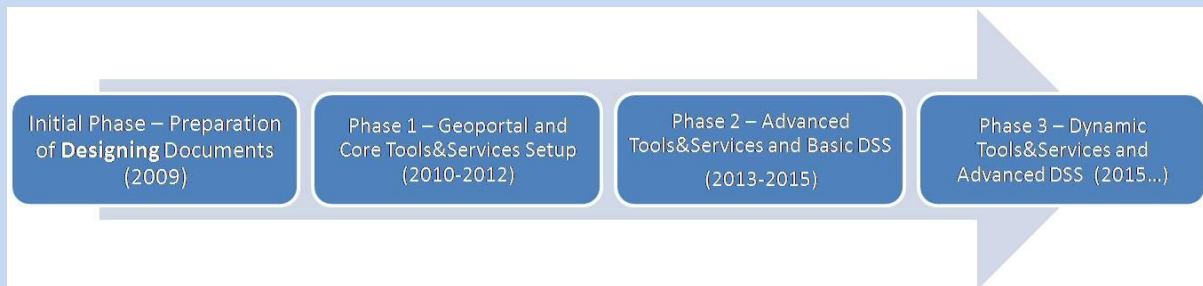 Initial Phase – Preparation
of Designing Documents
(2009)
Phase 1 – Geoportal and
Core Tools&Services Setup
(2010-2012)
Phase 2 – Advanced
Tools&Services and Basic DSS
(2013-2015)
Phase 3 – Dynamic
Tools&Services and
Advanced DSS (2015...)